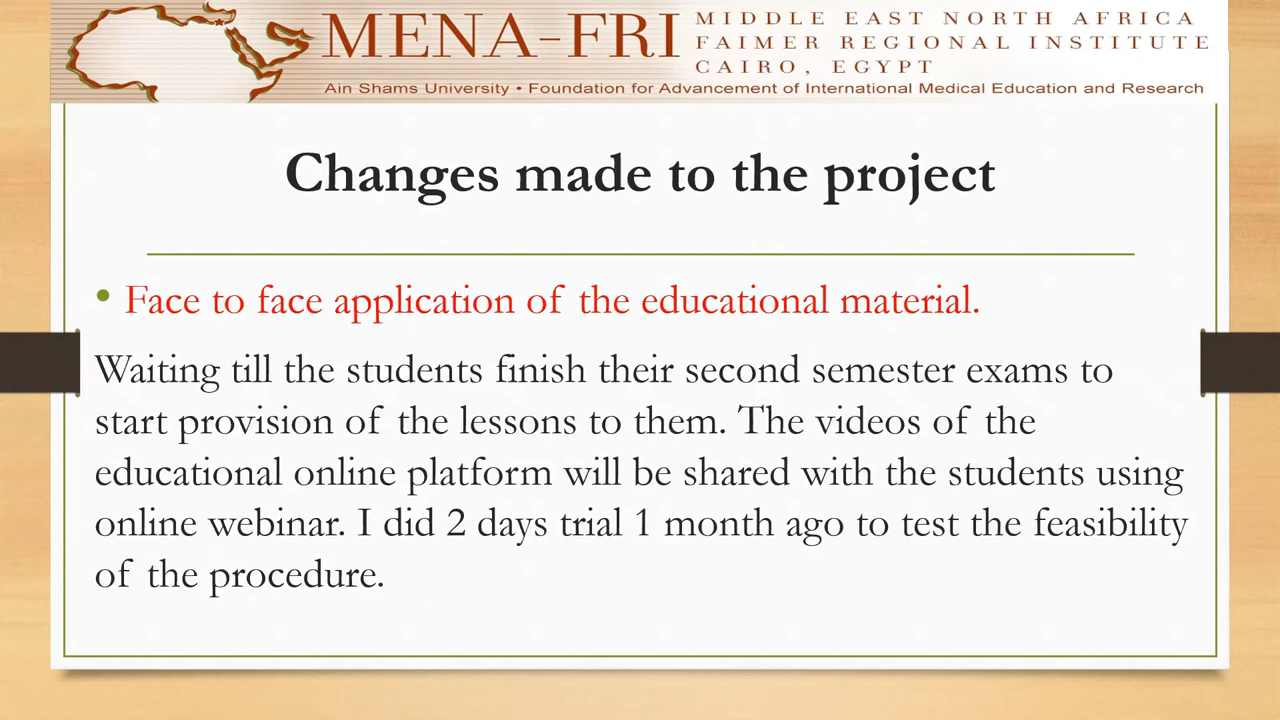 MENA-FRI
MIDDLE EAST NORTH AFRICA
FAIMER REGIONAL INSTITUTE
CAIRO, EGYPT
Ain Shams University • Foundation for Advancement of International Medical Education and Research
Changes made to the project
• Face to face application of the educational material.
Waiting till the students finish their second semester exams to
start provision of the lessons to them. The videos of the
educational online platform will be shared with the students using
online webinar. I did 2 days trial 1 month ago to test the feasibility
of the procedure.